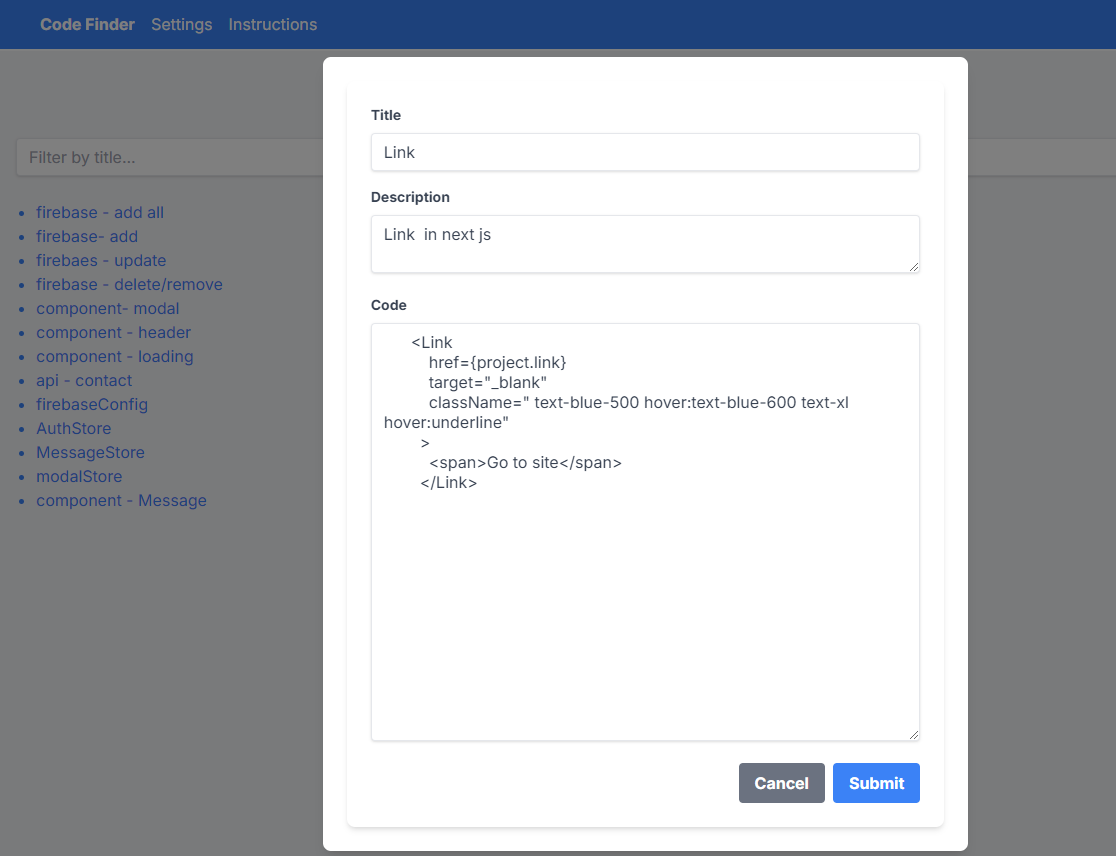 Code Finder Settings Instructions
Filter by title...
firebase - add all
firebase- add
firebaes - update
firebase - delete/remove
component- modal
component - header
component - loading
api - contact
firebaseConfig
AuthStore
MessageStore
modalStore
component - Message
Title
Link
Description
Link  in next js
Code
<Link
href={project.link}
target="_blank"
className=" text-blue-500 hover:text-blue-600 text-xl
hover:underline"
>
<span>Go to site</span>
</Link>
Cancel Submit